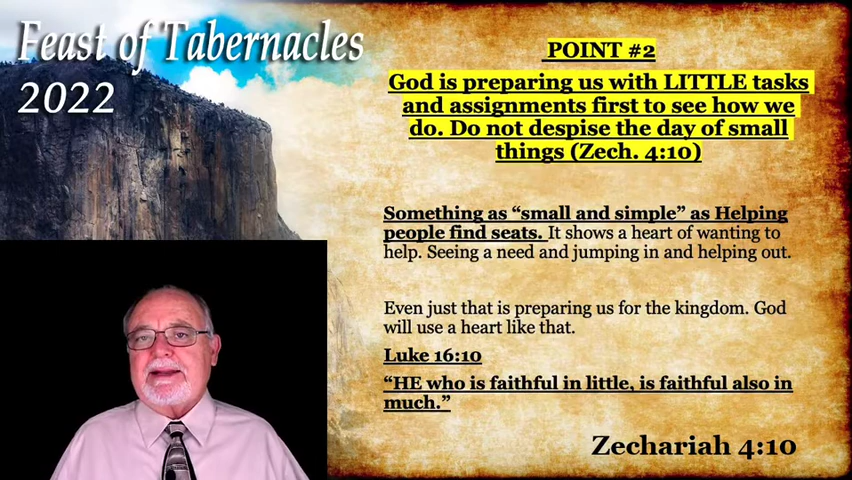 Feast of Tabernacles
2022
POINT #2
God is preparing us with LITTLE tasks
and assignments first to see how we
do. Do not despise the day of small
things (Zech. 4:10)
Something as “small and simple” as Helping
people find seats. It shows a heart of wanting to
help. Seeing a need and jumping in and helping out.
Even just that is preparing us for the kingdom. God
will use a heart like that.
Luke 16:10
“HE who is faithful in little, is faithful also in
much.”
Zechariah 4:10